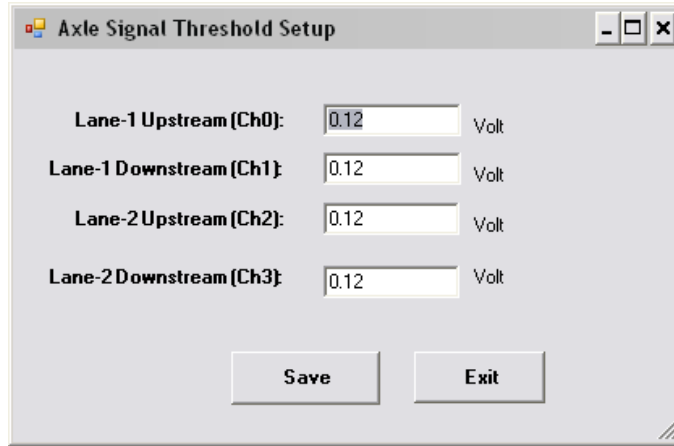 Axle Signal Threshold Setup
Lane-1 Upstream (Ch0): 0.12 Volt
Lane-1 Downstream (Ch1): 0.12 Volt
Lane-2 Upstream (Ch2): 0.12 Volt
Lane-2 Downstream (Ch3): 0.12 Volt
Save Exit